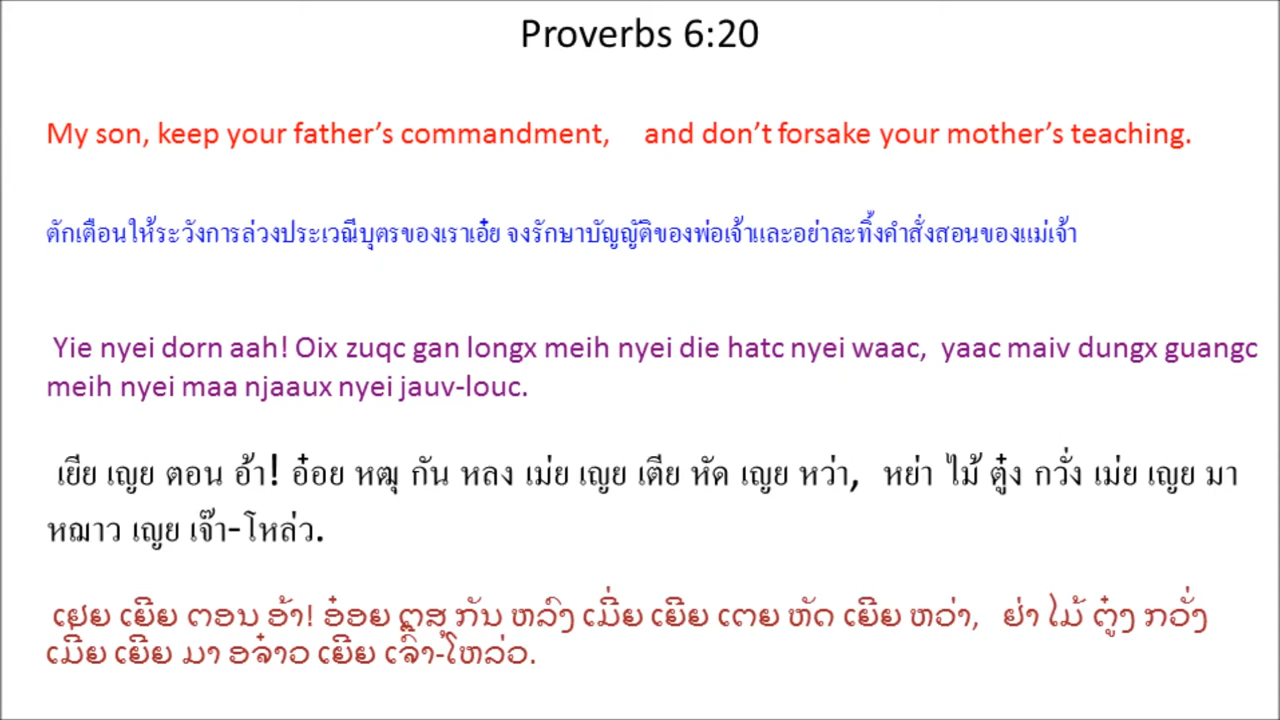 Proverbs 6:20
My son, keep your father’s commandment, and don’t forsake your mother’s teaching.
ตักเตือนให้ระวังการล่วงประเวณีบุตรของเราเอ๋ย จงรักษาบัญญัติของพ่อเจ้าและอย่าละทิ้งคำสั่งสอนของแม่เจ้า
Yie nyei dorn aah! Oix zuqc gan longx meih nyei die hatc nyei waac, yaac maiv dungx guangc
meih nyei maa njaaux nyei jauv-louc.
เยีย เญย ตอน อ้า! อ๋อย หฒุ กัน หลง เม่ย เญย เตีย หัด เญย หว่า, หย่า ไม้ ตู๋ง กวั่ง เม่ย เญย มา
หฌาว เญย เจ๊า-โหล่ว.
ເຢຍ ເຍີຍ ຕອນ ອ້າ! ອ໋ອຍ ຕສຸ ກັນ ຫລົງ ເມີ່ຍ ເຍີຍ ເຕຍ ຫັດ ເຍີຍ ຫວ່າ, ຢ່າ ໄມ້ ຕູ໋ງ ກວັ່ງ
ເມີ່ຍ ເຍີຍ ມາ ອຈ໋າວ ເຍີຍ ເຈົ໊າ-ໂຫລ່ວ.